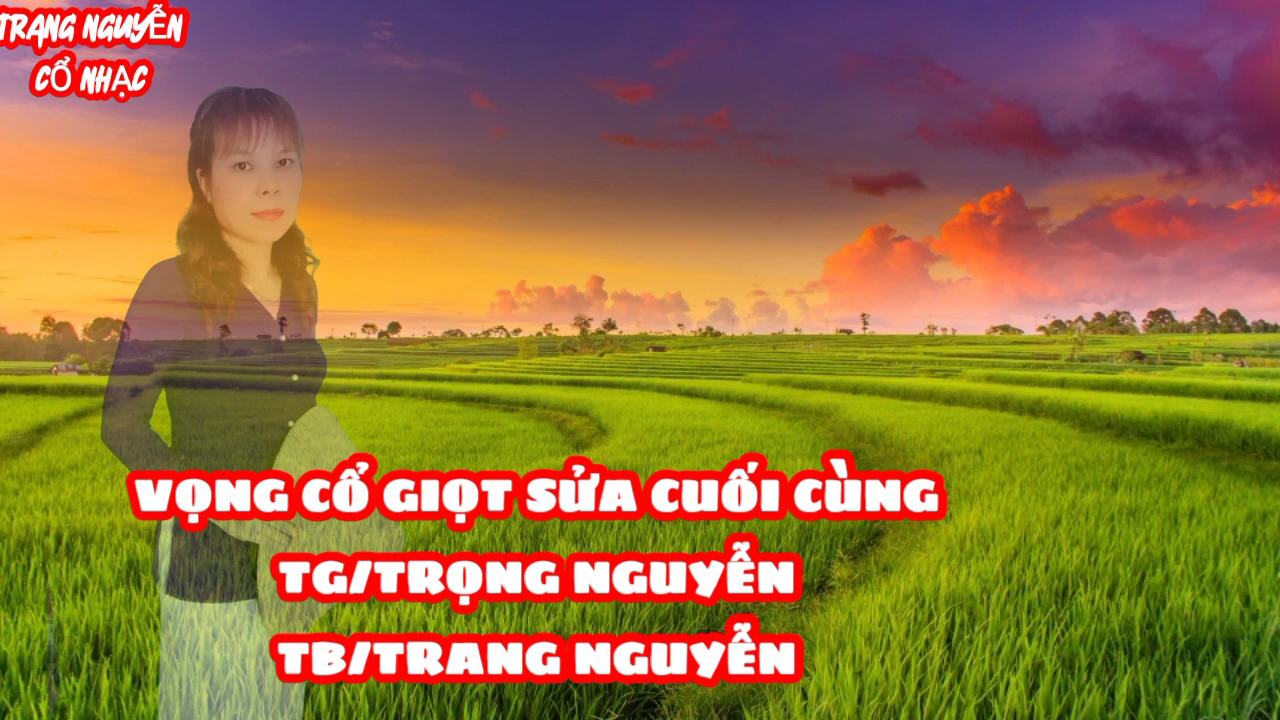 TRANG NGUYỄN
CỔ NHẠC
VỌNG CỔ GIỌT SỬA CUỐI CÙNG
TG/TRỌNG NGUYỄN
TB/TRANG NGUYỄN